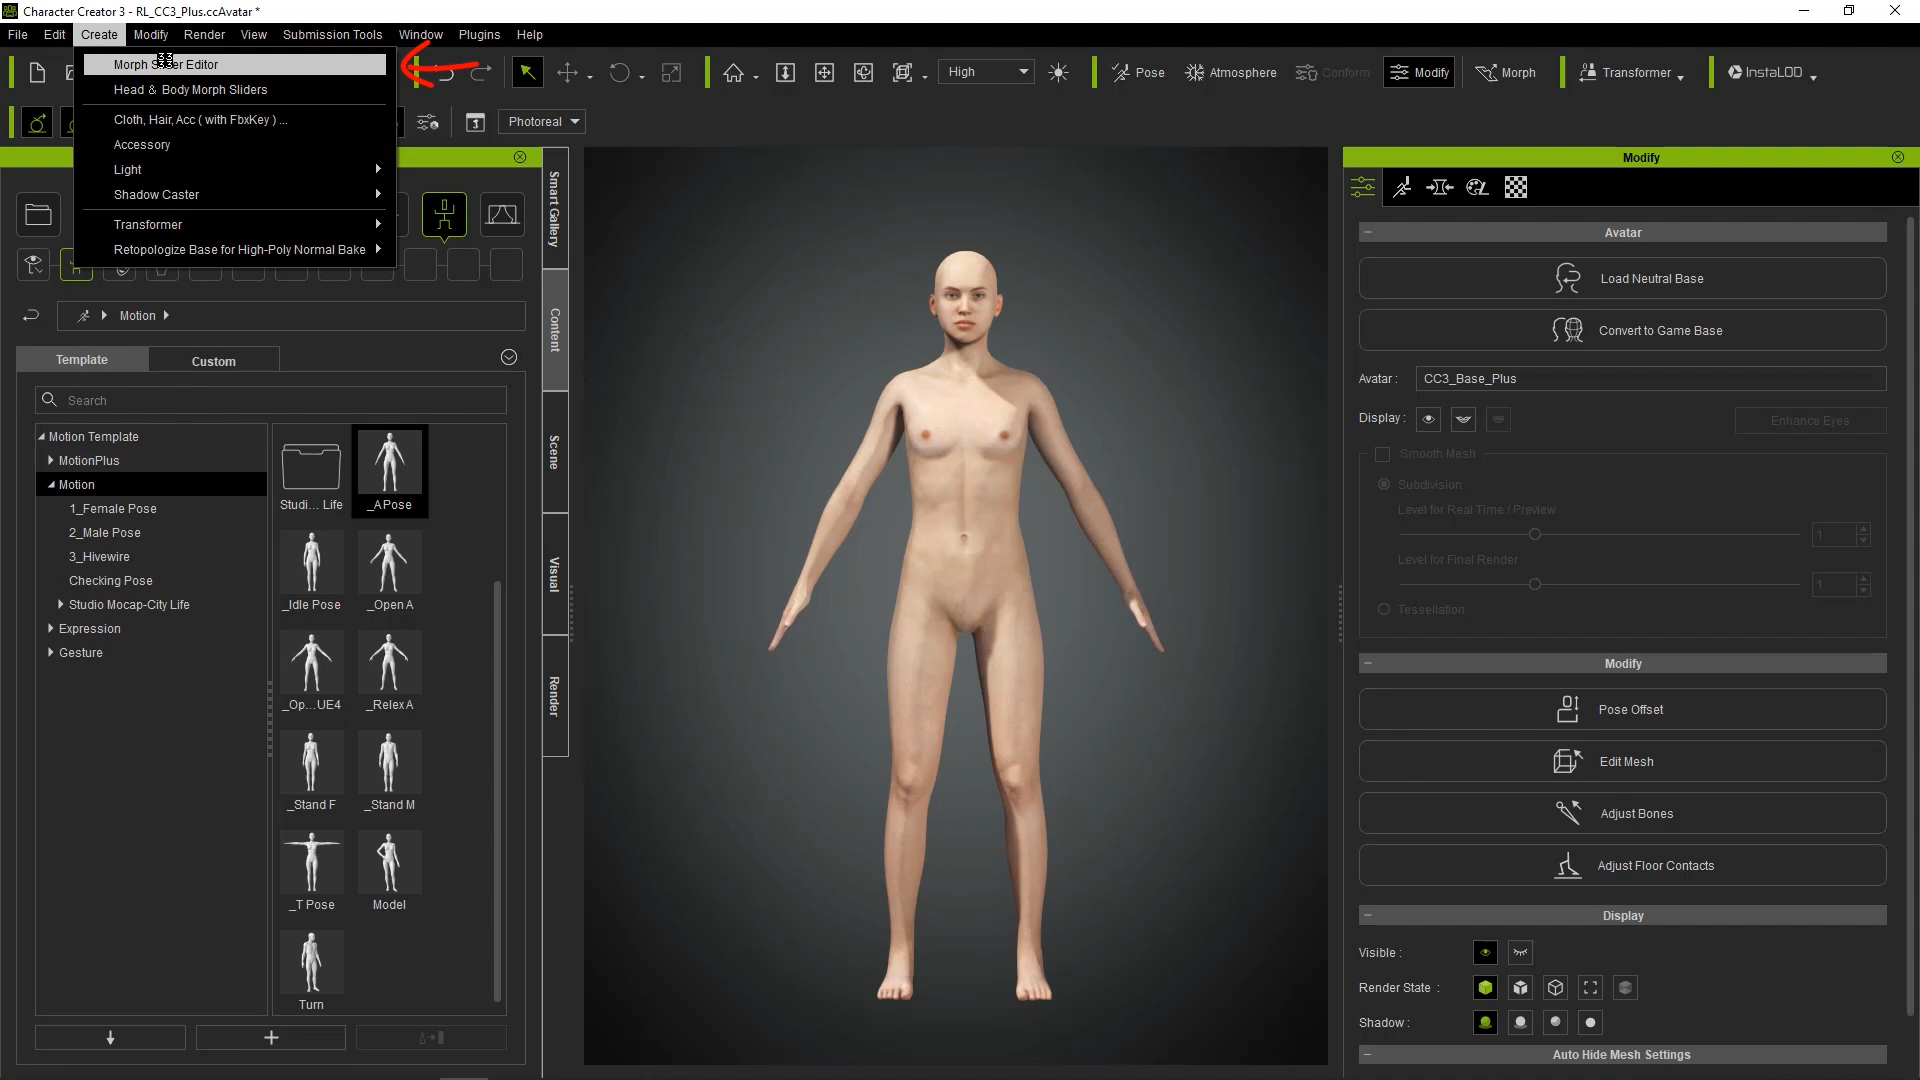 Character Creator 3 - RL_CC3_Plus.ccAvatar *
File Edit Create Modify Render View Submission Tools Window Plugins Help
Morph Editor
Head & Body Morph Sliders
Cloth, Hair, Acc ( with FbxKey ) ...
Accessory
Light
Shadow Caster
Transformer
Retopologize Base for High-Poly Normal Bake
High
Pose
Atmosphere
Conform
Modify
Morph
Transformer
InstaLOD
Photoreal
Smart Gallery
Content
Scene
Visual
Render
Motion
Template
Custom
Search
Motion Template
MotionPlus
Motion
1_Female Pose
2_Male Pose
3_Hivewire
Checking Pose
Studio Mocap-City Life
Expression
Gesture
Studi... Life
_A Pose
_Idle Pose
_Open A
_Op...UE4
_Relex A
_Stand F
_Stand M
_T Pose
Model
Turn
Modify
Avatar
Load Neutral Base
Convert to Game Base
Avatar : CC3_Base_Plus
Display :
Enhance Eyes
Smooth Mesh
Subdivision
Level for Real Time / Preview
1
Level for Final Render
1
Tessellation
Modify
Pose Offset
Edit Mesh
Adjust Bones
Adjust Floor Contacts
Display
Visible :
Render State :
Shadow :
Auto Hide Mesh Settings